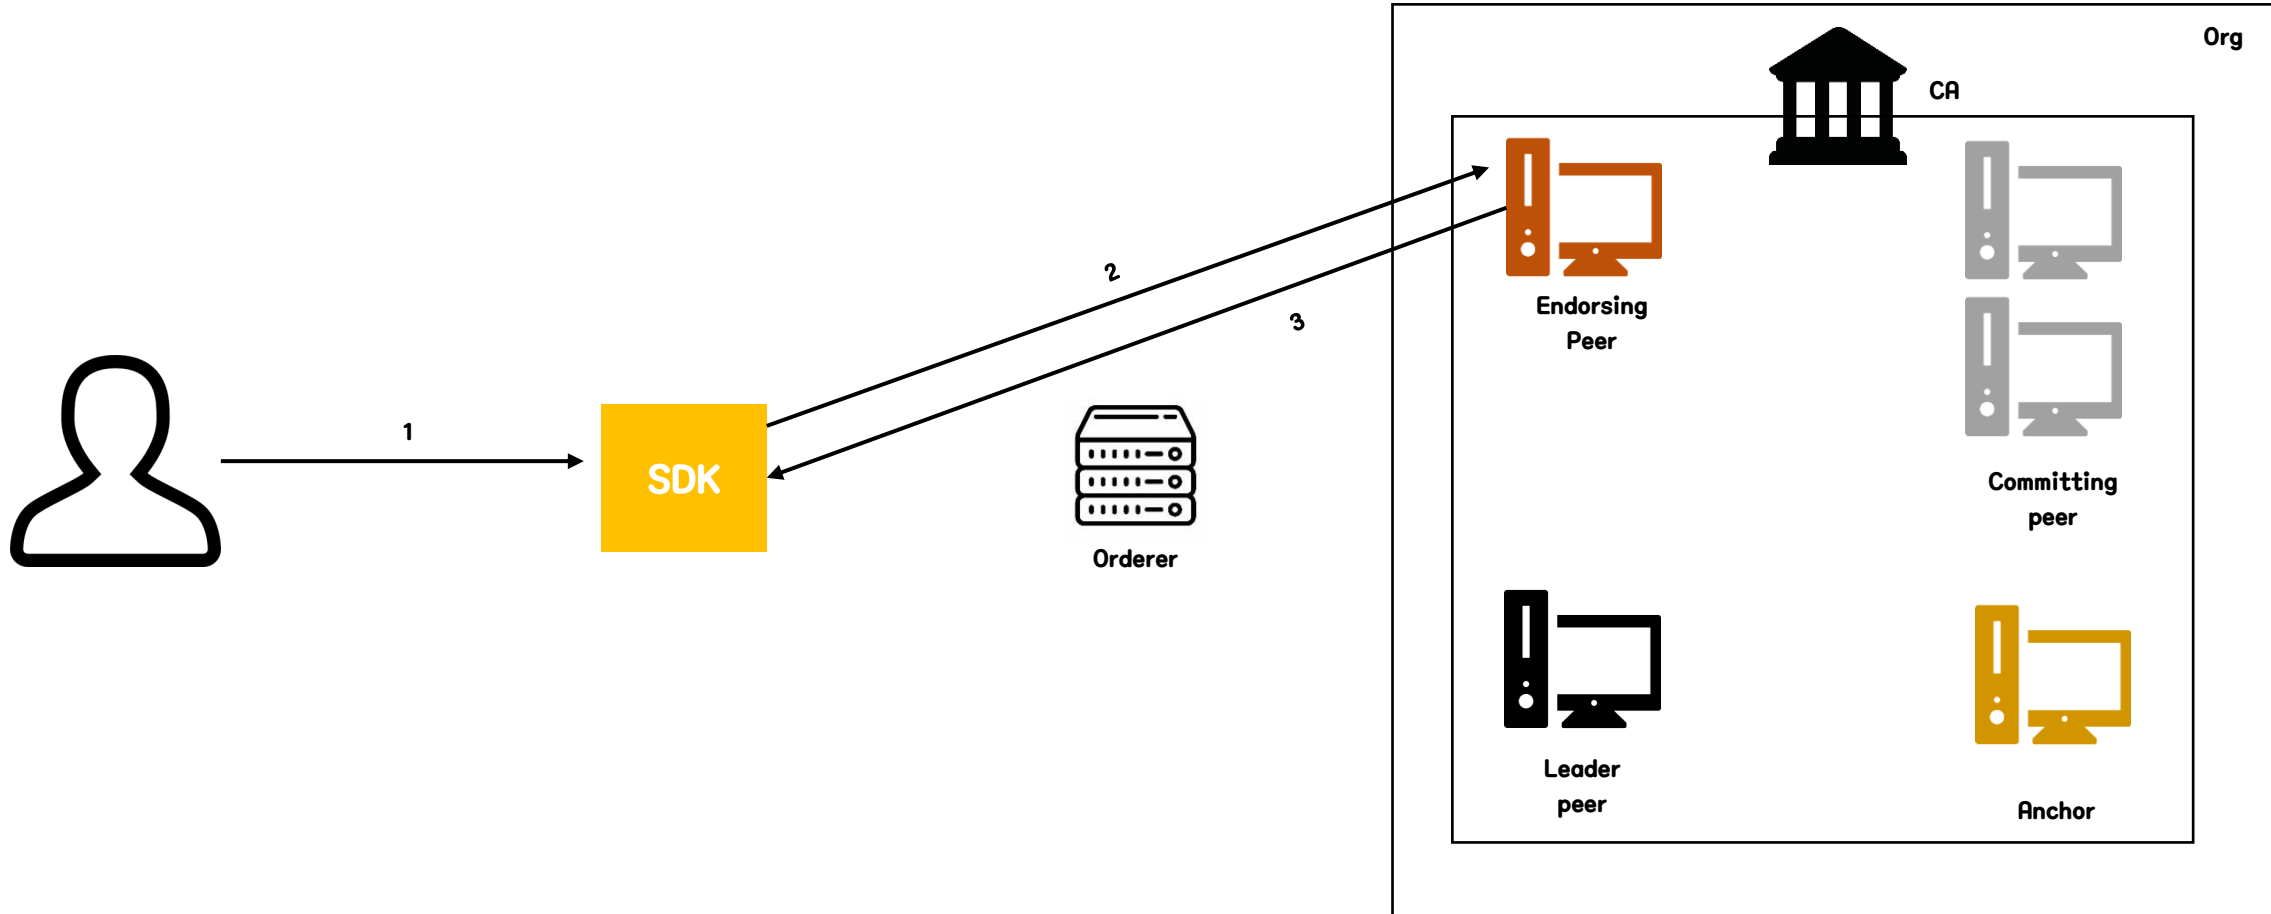 Org
CA
2
3
Endorsing
Peer
1
SDK
Committing
peer
Orderer
Leader
peer
Anchor